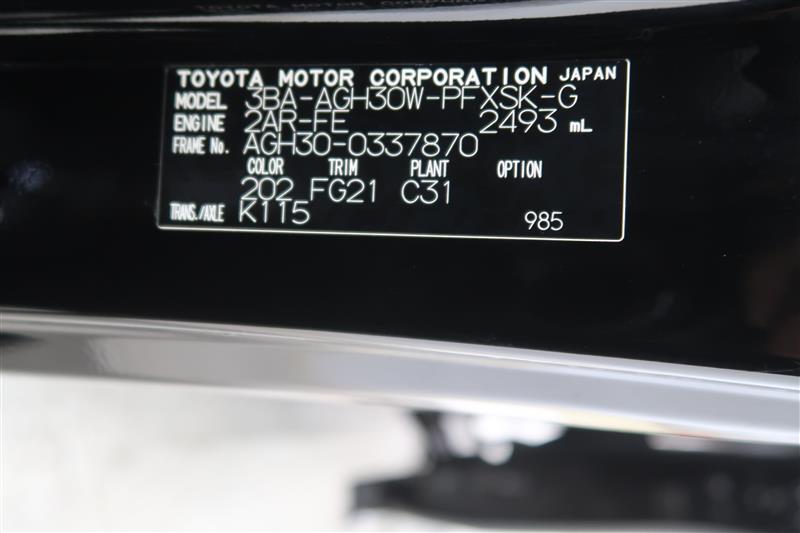 TOYOTA MOTOR CORPORATION JAPAN
MODEL 3BA-AGH30W-PFXSK-G
ENGINE 2AR-FE 2493 mL
FRAME No. AGH30-0337870
COLOR TRIM PLANT OPTION
202 FG21 C31
TRANS./AXLE K115 985